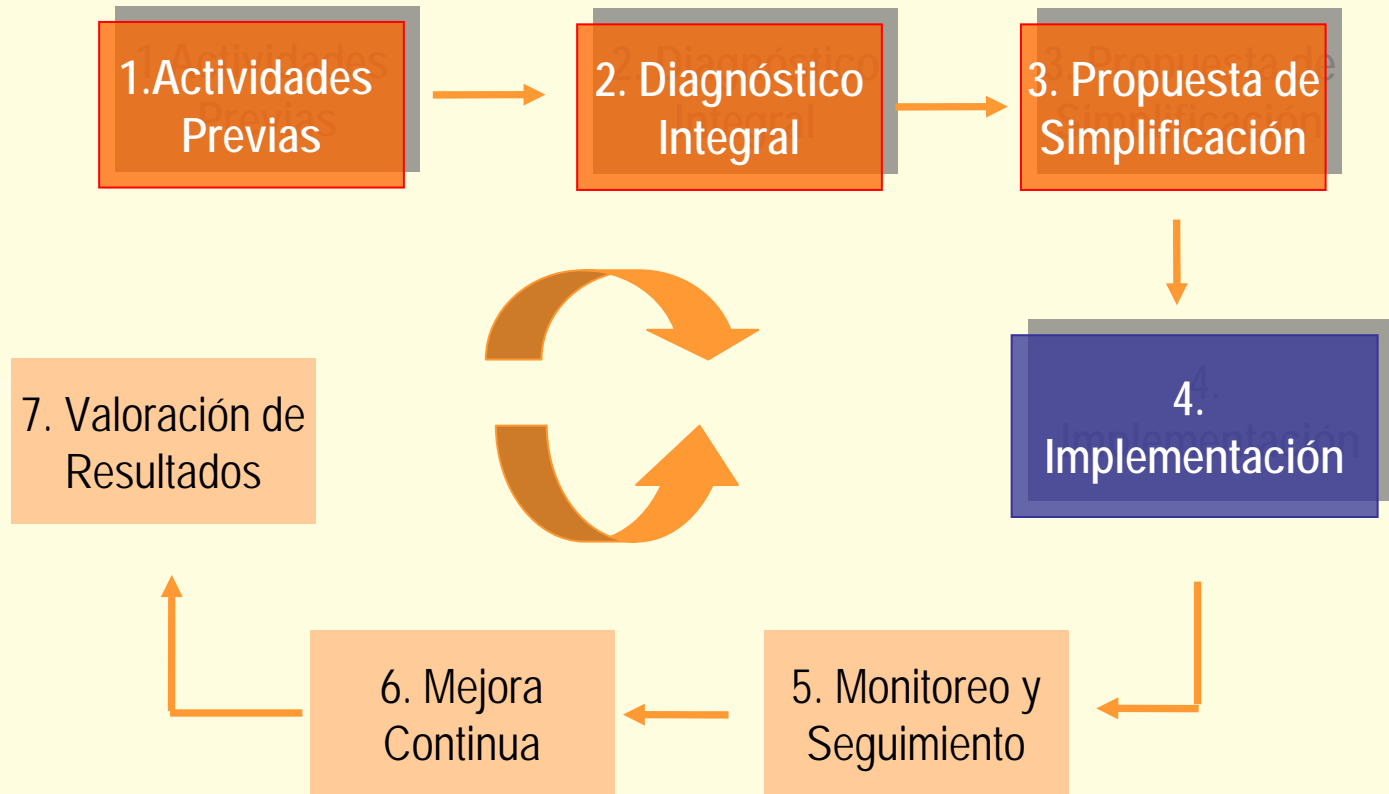 1.Actividades
Previas
2. Diagnóstico
Integral
3. Propuesta de
Simplificación
4.
Implementación
5. Monitoreo y
Seguimiento
6. Mejora
Continua
7. Valoración de
Resultados